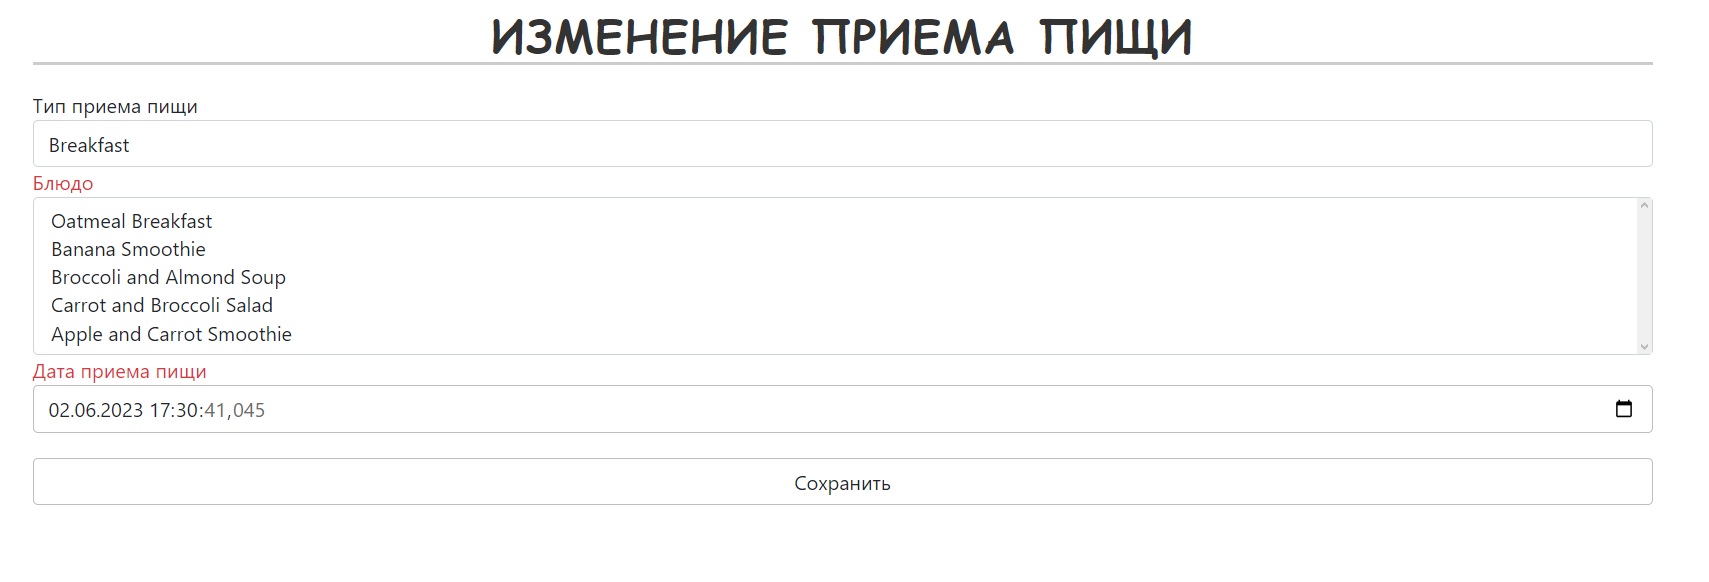 ИЗМЕНЕНИЕ ПРИЕМА ПИЩИ
Тип приема пищи
Breakfast
Блюдо
Oatmeal Breakfast
Banana Smoothie
Broccoli and Almond Soup
Carrot and Broccoli Salad
Apple and Carrot Smoothie
Дата приема пищи
02.06.2023 17:30:41,045
Сохранить